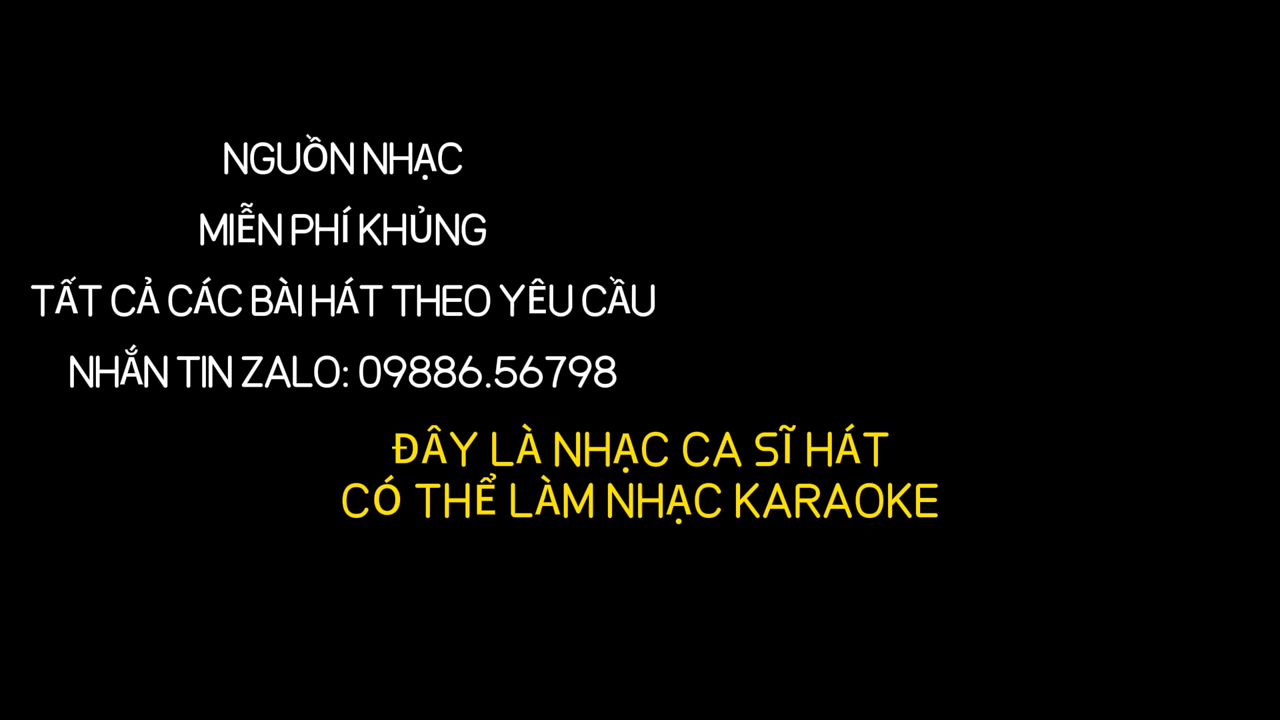 NGUỒN NHẠC
MIỄN PHÍ KHỦNG
TẤT CẢ CÁC BÀI HÁT THEO YÊU CẦU
NHẮN TIN ZALO: 09886.56798
ĐÂY LÀ NHẠC CA SĨ HÁT
CÓ THỂ LÀM NHẠC KARAOKE